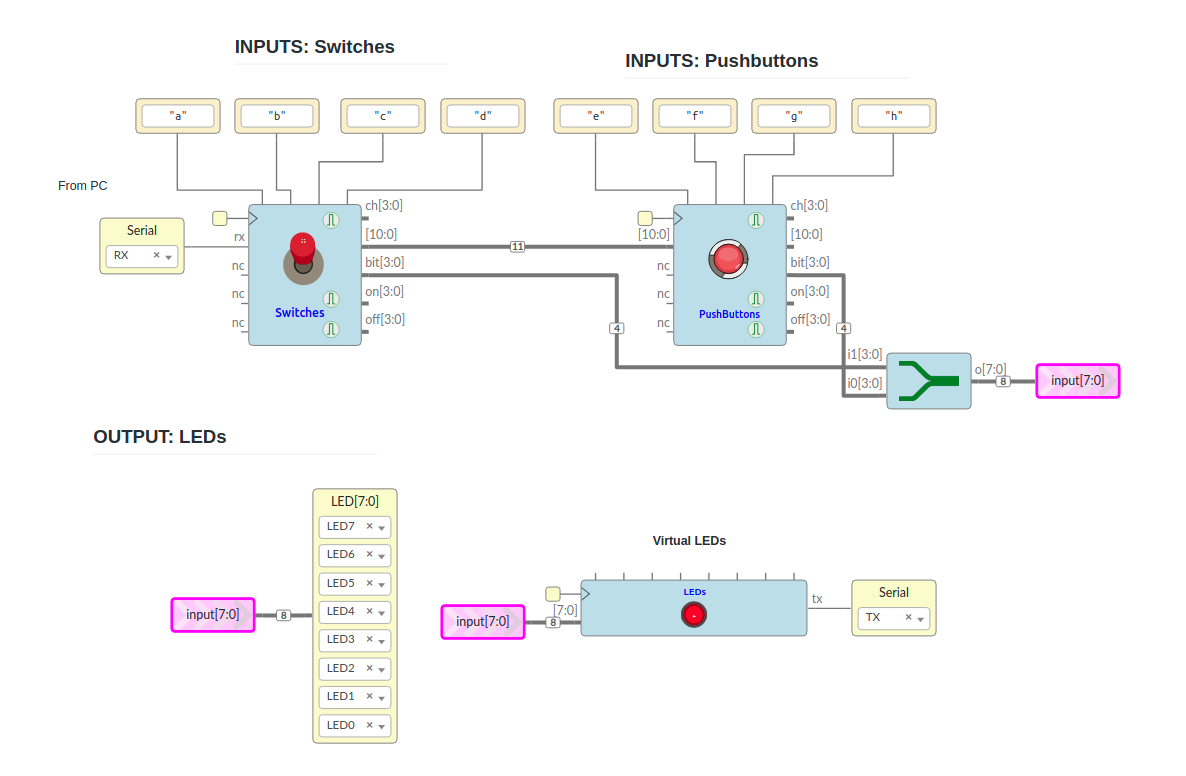 INPUTS: Switches
INPUTS: Pushbuttons
"a" "b" "c" "d" "e" "f" "g" "h"
From PC
Serial
RX ×
rx
nc
nc
nc
Switches
ch[3:0]
[10:0]
bit[3:0]
on[3:0]
off[3:0]
11
4
[10:0]
nc
nc
nc
PushButtons
ch[3:0]
[10:0]
bit[3:0]
on[3:0]
off[3:0]
4
i1[3:0]
i0[3:0]
o[7:0]
8
input[7:0]
OUTPUT: LEDs
LED[7:0]
LED7 ×
LED6 ×
LED5 ×
LED4 ×
LED3 ×
LED2 ×
LED1 ×
LED0 ×
input[7:0]
8
Virtual LEDs
input[7:0]
[7:0]
8
LEDs
tx
Serial
TX ×